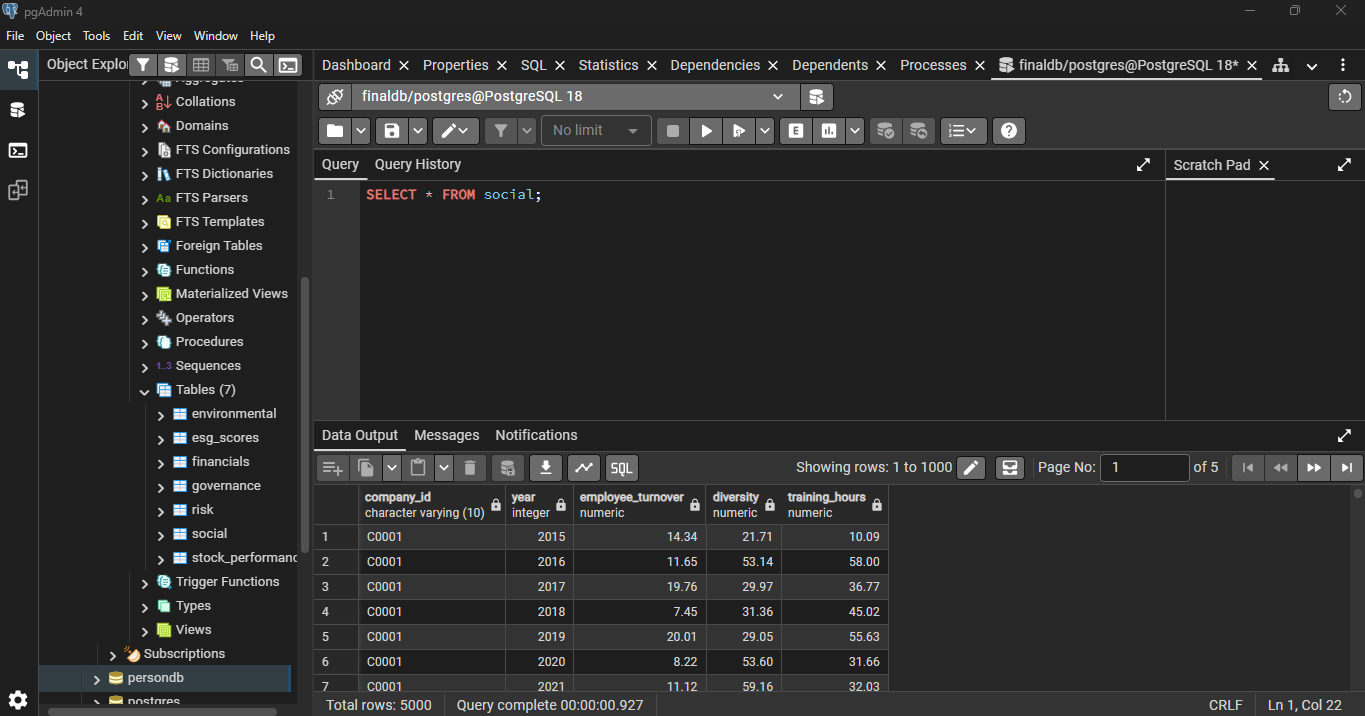 pgAdmin 4
File Object Tools Edit View Window Help
Object Explo
Dashboard Properties SQL Statistics Dependencies Dependents Processes finaldb/postgres@PostgreSQL 18*
Collations
Domains
FTS Configurations
FTS Dictionaries
Aa FTS Parsers
FTS Templates
Foreign Tables
Functions
Materialized Views
Operators
Procedures
1..3 Sequences
Tables (7)
environmental
esg_scores
financials
governance
risk
social
stock_performanc
Trigger Functions
Types
Views
Subscriptions
persondb
postgres
finaldb/postgres@PostgreSQL 18
No limit
E
Query Query History
Scratch Pad
1 SELECT * FROM social;
Data Output Messages Notifications
SQL
Showing rows: 1 to 1000
Page No: 1 of 5
company_id year employee_turnover diversity training_hours
character varying (10) integer numeric numeric numeric
1 C0001 2015 14.34 21.71 10.09
2 C0001 2016 11.65 53.14 58.00
3 C0001 2017 19.76 29.97 36.77
4 C0001 2018 7.45 31.36 45.02
5 C0001 2019 20.01 29.05 55.63
6 C0001 2020 8.22 53.60 31.66
7 C0001 2021 11.12 59.16 32.03
Total rows: 5000 Query complete 00:00:00.927 CRLF Ln 1, Col 22